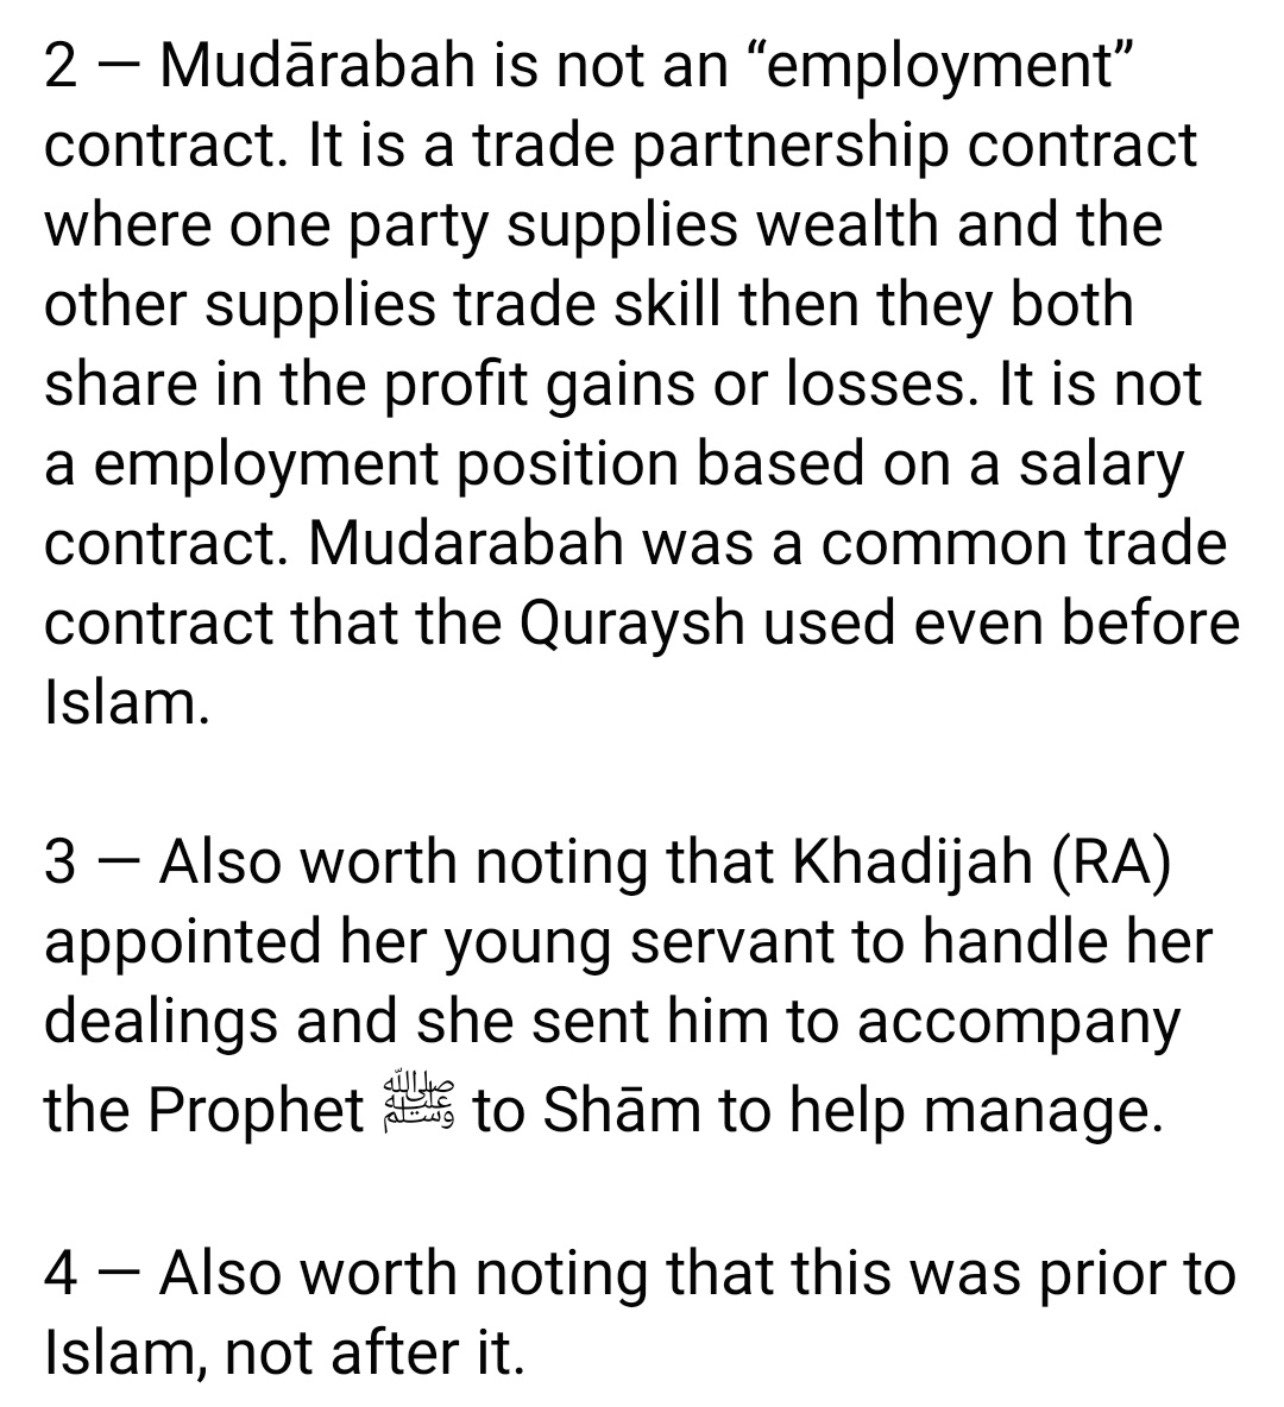 2 — Mudārabah is not an “employment”
contract. It is a trade partnership contract
where one party supplies wealth and the
other supplies trade skill then they both
share in the profit gains or losses. It is not
a employment position based on a salary
contract. Mudarabah was a common trade
contract that the Quraysh used even before
Islam.
3 — Also worth noting that Khadijah (RA)
appointed her young servant to handle her
dealings and she sent him to accompany
the Prophet ﷺ to Shām to help manage.
4 — Also worth noting that this was prior to
Islam, not after it.